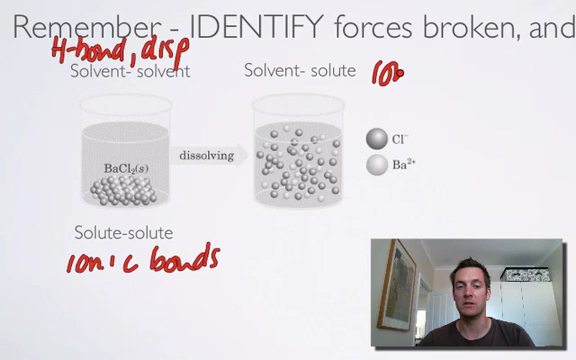 Remember - IDENTIFY forces broken, and
H-bond, disp
Solvent- solvent
Solvent- solute
BaCl₂(s)
dissolving
Cl⁻
Ba²⁺
Solute-solute
ionic bonds